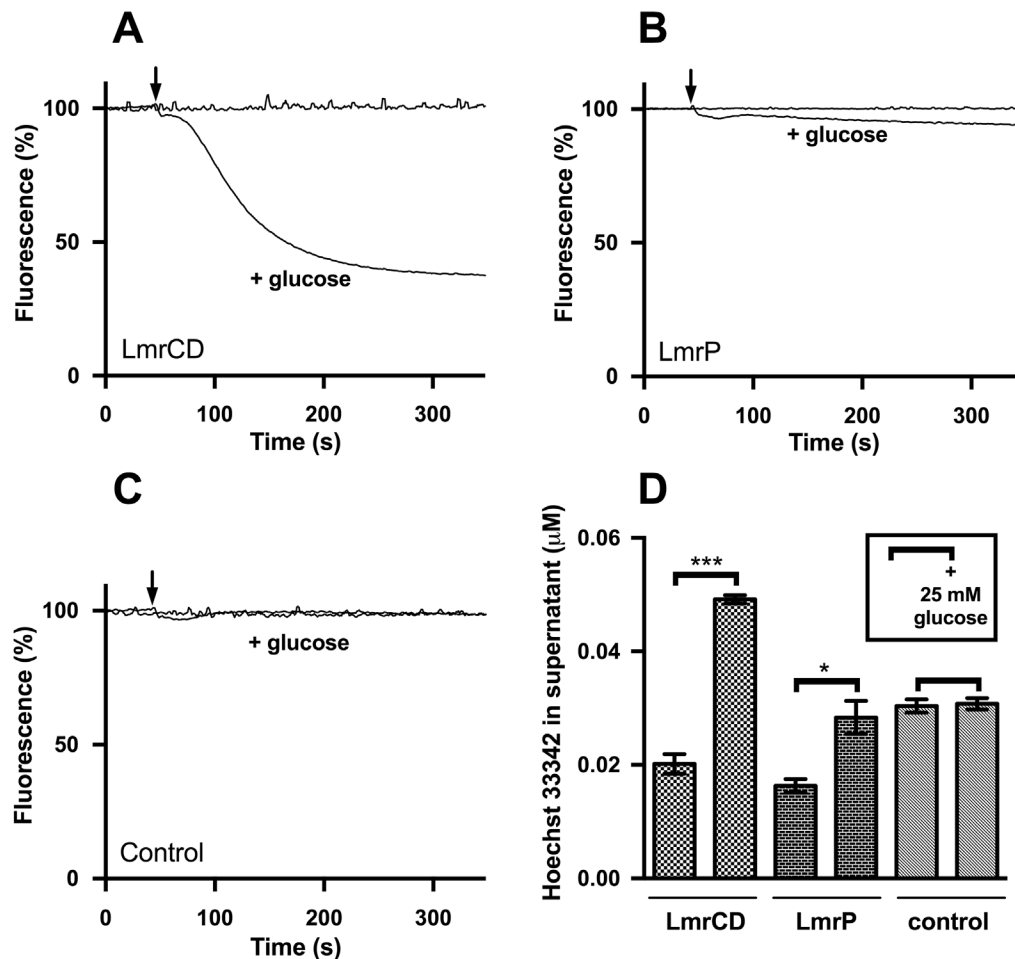 A
Fluorescence (%)
100
50
0
+ glucose
LmrCD
0 100 200 300
Time (s)
B
Fluorescence (%)
100
50
0
+ glucose
LmrP
0 100 200 300
Time (s)
C
Fluorescence (%)
100
50
0
+ glucose
Control
0 100 200 300
Time (s)
D
Hoechst 33342 in supernatant (μM)
0.06
0.04
0.02
0.00
***
*
+
25 mM
glucose
LmrCD LmrP control